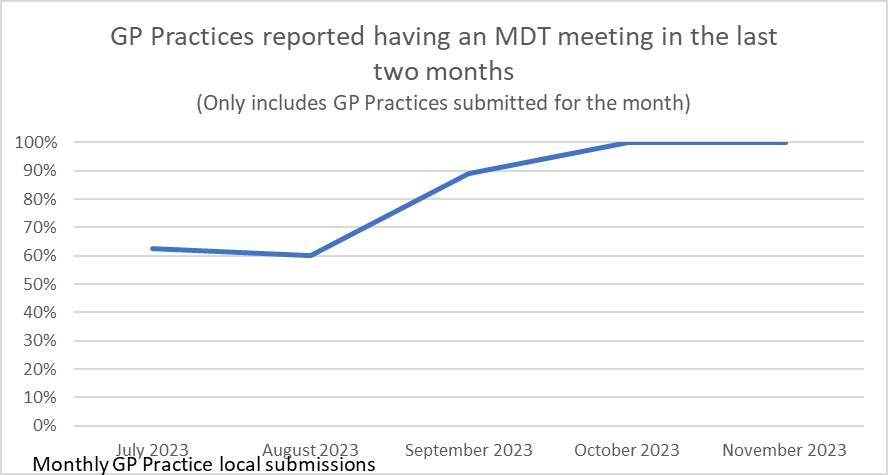 GP Practices reported having an MDT meeting in the last
two months
(Only includes GP Practices submitted for the month)
100%
90%
80%
70%
60%
50%
40%
30%
20%
10%
0%
July 2023 August 2023 September 2023 October 2023 November 2023
Monthly GP Practice local submissions